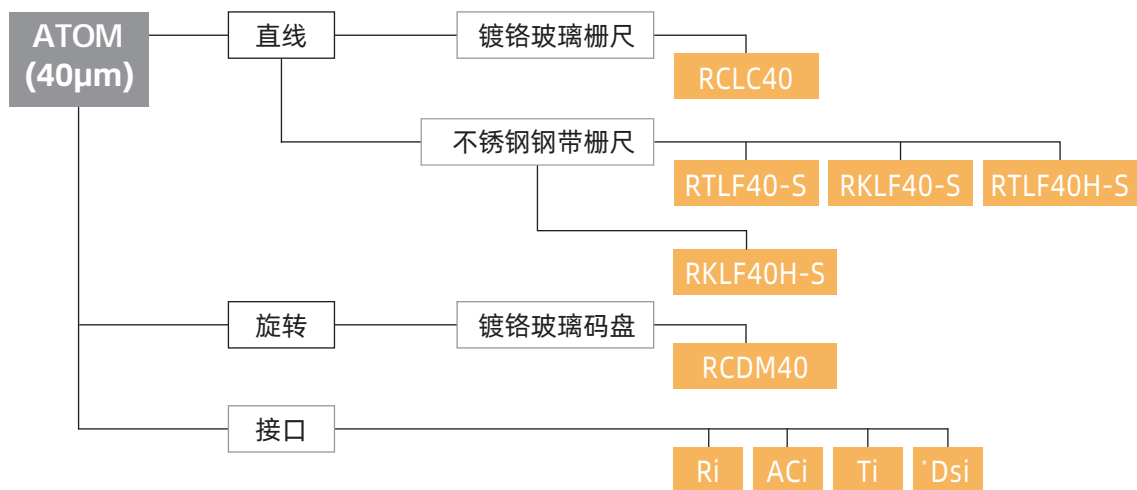 ATOM
(40µm)
直线
镀铬玻璃栅尺
RCLC40
不锈钢钢带栅尺
RTLF40-S
RKLF40-S
RTLF40H-S
RKLF40H-S
旋转
镀铬玻璃码盘
RCDM40
接口
Ri
ACi
Ti
*Dsi